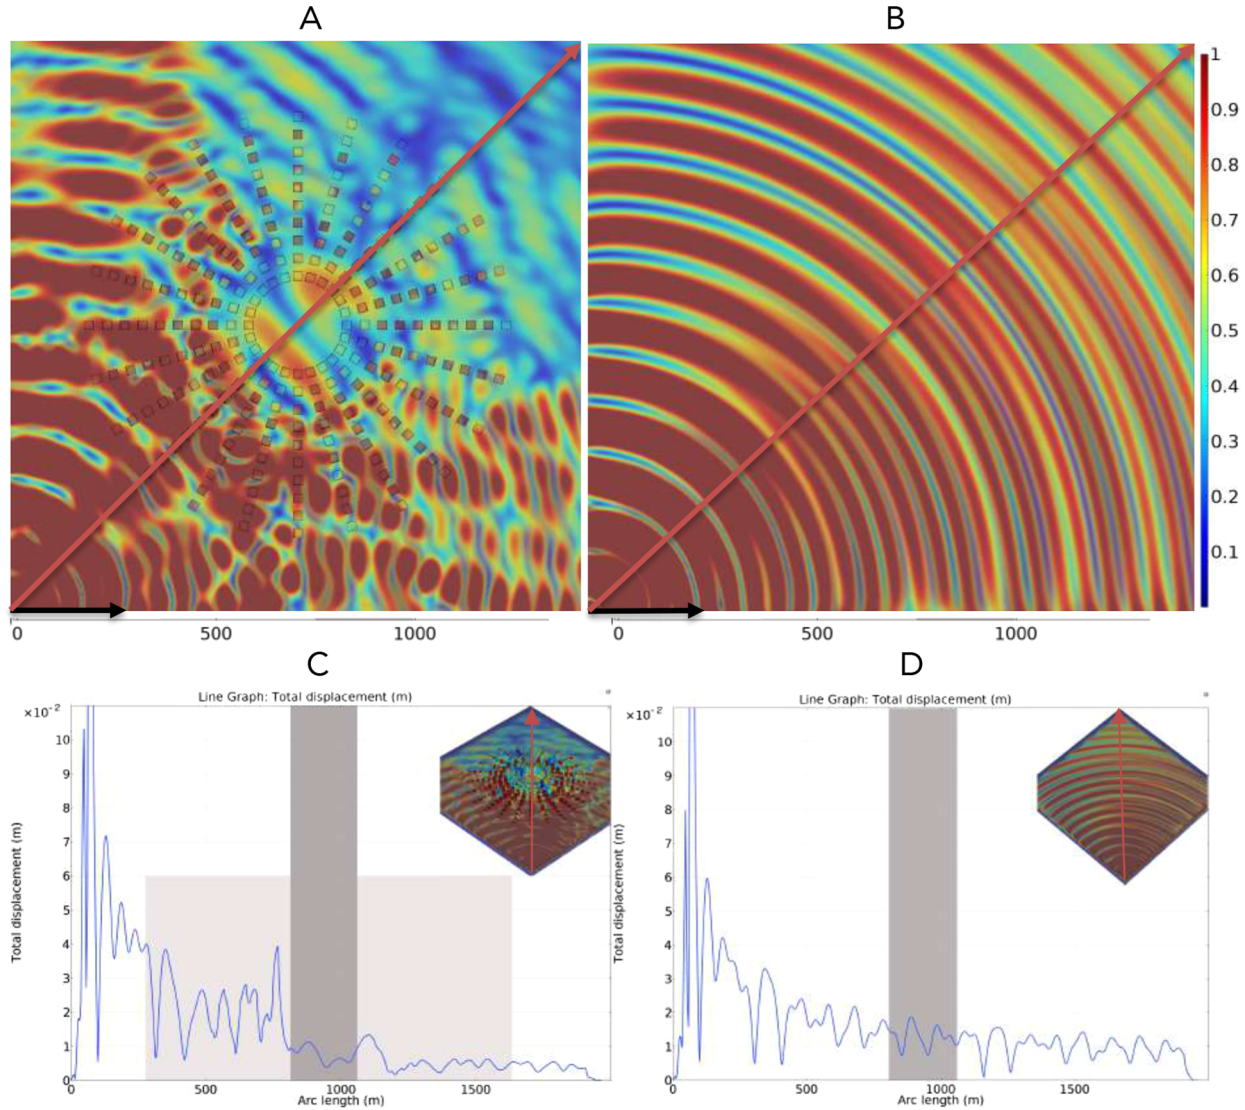 A
B
1
0.9
0.8
0.7
0.6
0.5
0.4
0.3
0.2
0.1
0 500 1000
0 500 1000
C
D
Line Graph: Total displacement (m)
×10⁻²
10
9
8
7
6
5
4
3
2
1
0
Total displacement (m)
0 500 1000 1500
Arc length (m)
Line Graph: Total displacement (m)
×10⁻²
10
9
8
7
6
5
4
3
2
1
0
Total displacement (m)
0 500 1000 1500
Arc length (m)